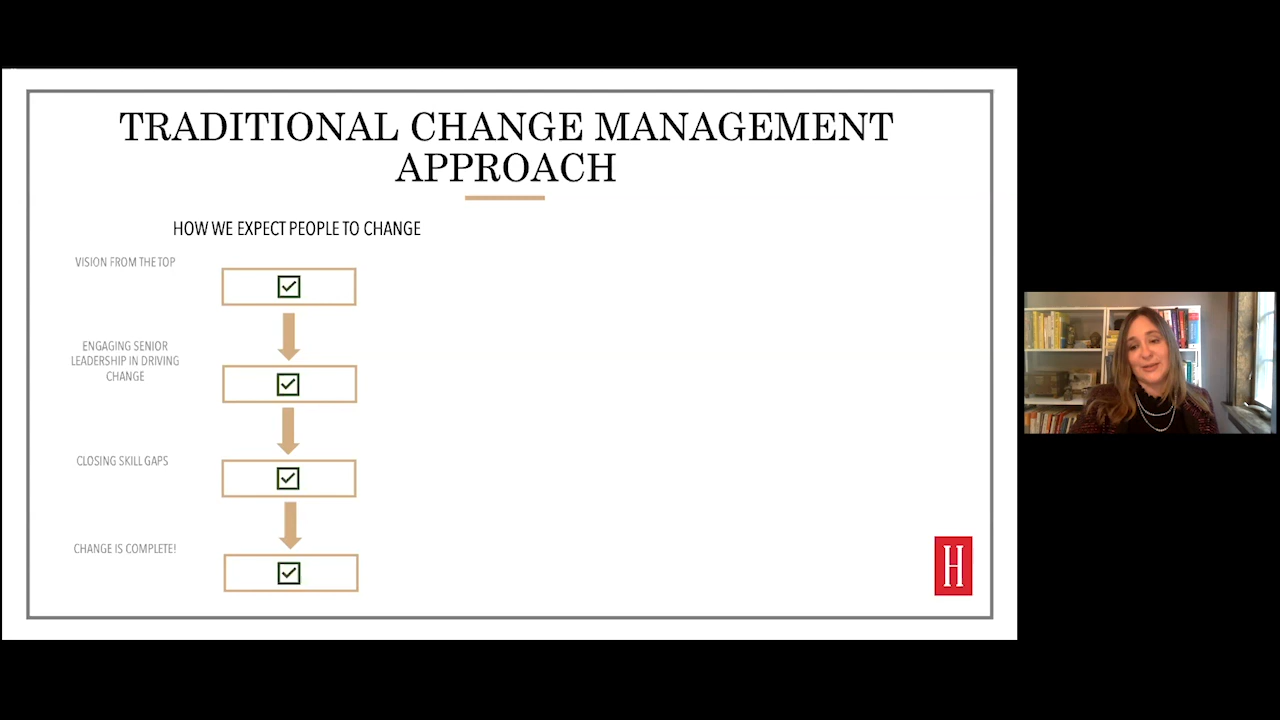 TRADITIONAL CHANGE MANAGEMENT
APPROACH
HOW WE EXPECT PEOPLE TO CHANGE
VISION FROM THE TOP
ENGAGING SENIOR
LEADERSHIP IN DRIVING
CHANGE
CLOSING SKILL GAPS
CHANGE IS COMPLETE!
H